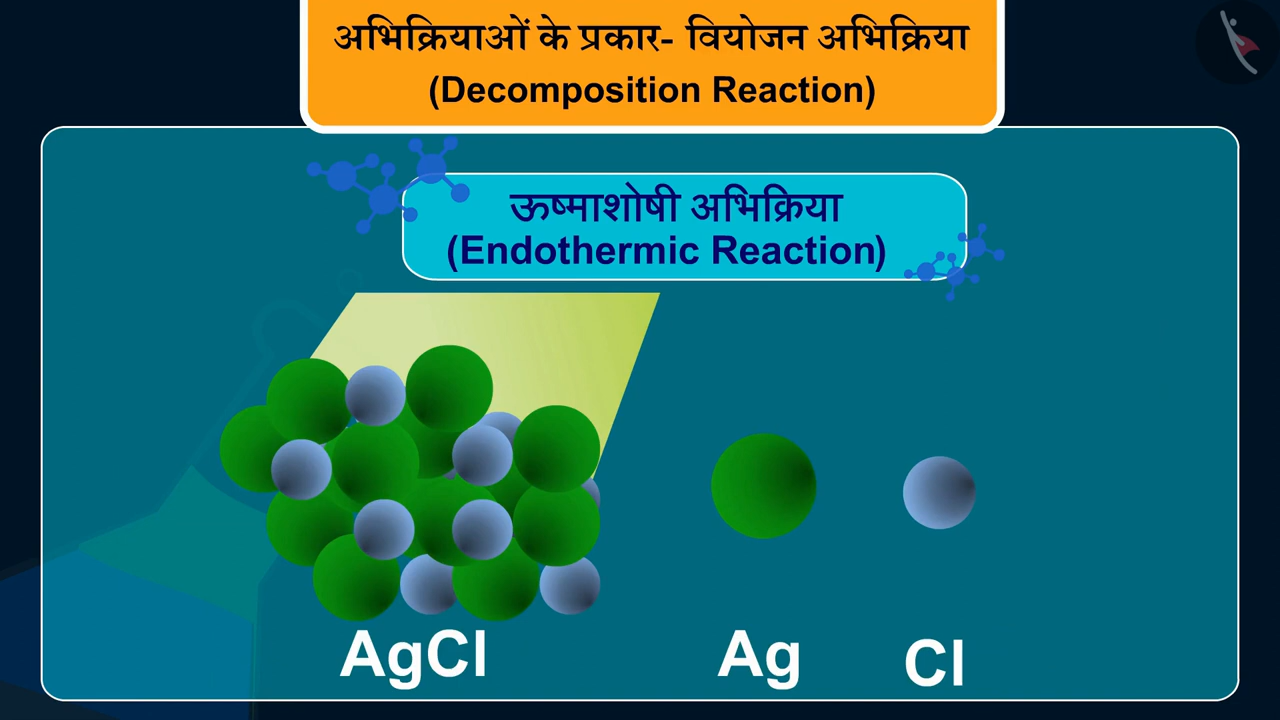 अभिक्रियाओं के प्रकार- वियोजन अभिक्रिया
(Decomposition Reaction)
ऊष्माशोषी अभिक्रिया
(Endothermic Reaction)
AgCl Ag Cl